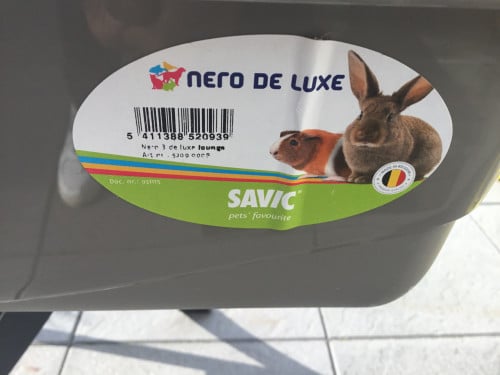 nero DE LUXE
5 411388 520939
Nero 3 de luxe lounge
SAVIC
pets' favourite